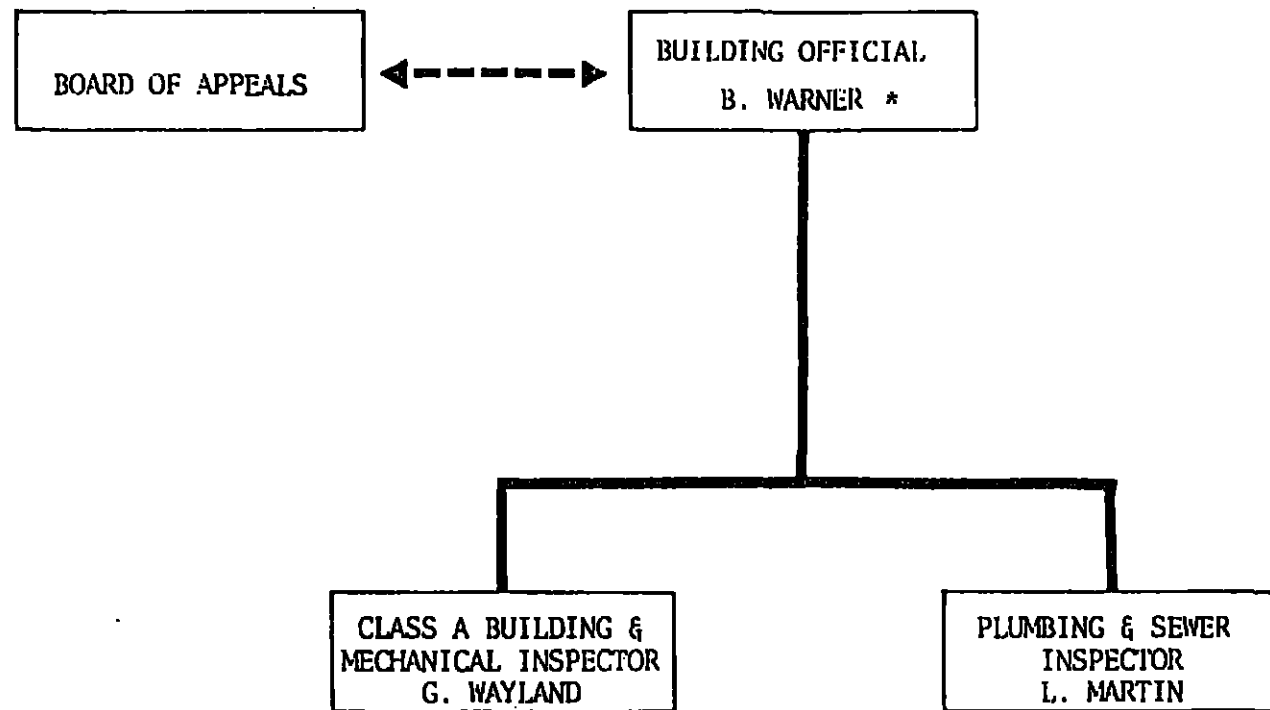 BOARD OF APPEALS
BUILDING OFFICIAL
B. WARNER *
CLASS A BUILDING &
MECHANICAL INSPECTOR
G. WAYLAND
PLUMBING & SEWER
INSPECTOR
L. MARTIN